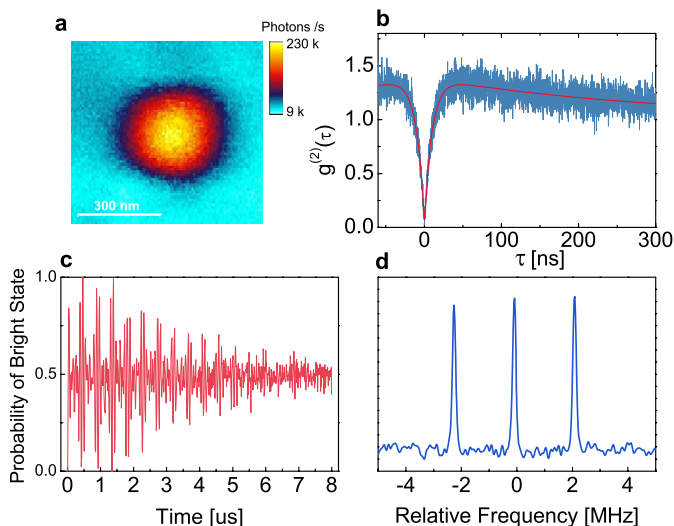 a
Photons /s
230 k
9 k
300 nm
b
g(2)(τ)
1.5
1.0
0.5
0.0
0
100
200
300
τ [ns]
c
Probability of Bright State
1.0
0.5
0.0
0 1 2 3 4 5 6 7 8
Time [us]
d
-4 -2 0 2 4
Relative Frequency [MHz]